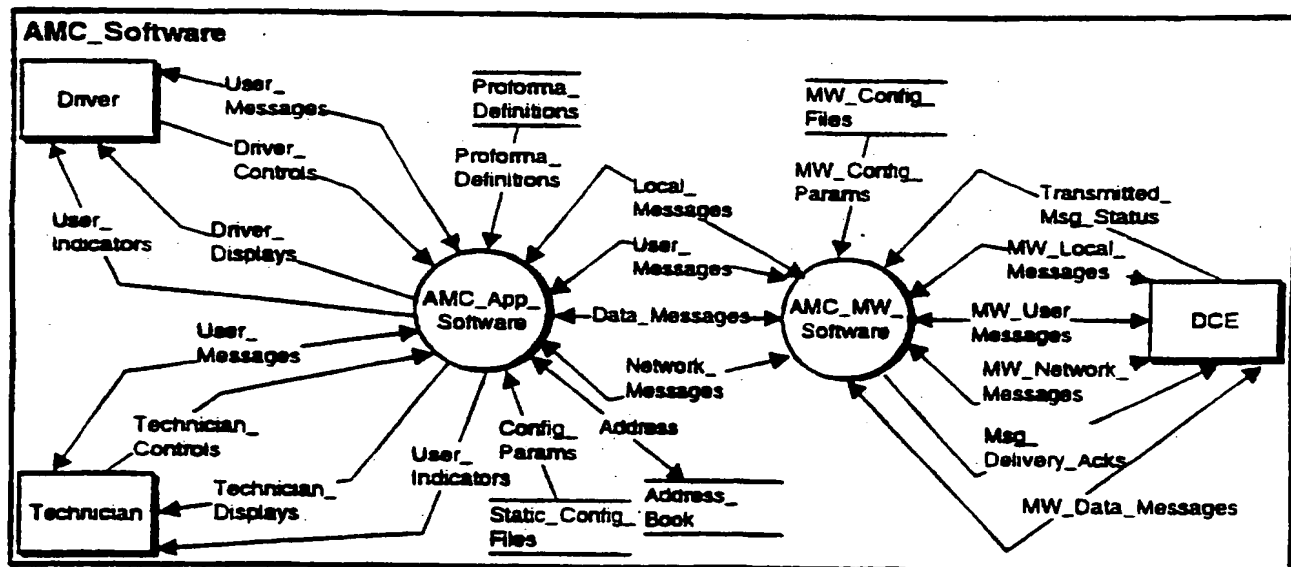 AMC_Software
Driver
User_
Messages
Driver_
Controls
User_
Indicators
Driver_
Displays
Proforma_
Definitions
Proforma_
Definitions
MW_Config_
Files
MW_Config_
Params
Local_
Messages
User_
Messages
Transmitted_
Msg_Status
MW_Local_
Messages
AMC_App_
Software
Data_Messages
AMC_MW_
Software
MW_User_
Messages
DCE
User_
Messages
Network_
Messages
MW_Network_
Messages
Technician_
Controls
User_
Indicators
Config_
Params
Address
Msg_
Delivery_Acks
Technician
Technician_
Displays
Static_Config_
Files
Address_
Book
MW_Data_Messages